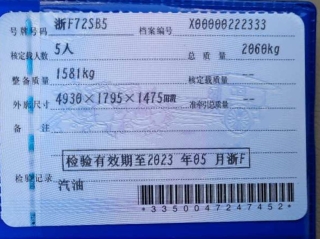 号牌号码 浙F72SB5 档案编号 X00000222333
核定载人数 5人 总质量 2060kg
整备质量 1581kg 核定载质量 --
外廓尺寸 4930×1795×1475 准牵引总质量 --
备注
检验有效期至2023 年05 月浙F
检验记录
汽油
*3350047247452*